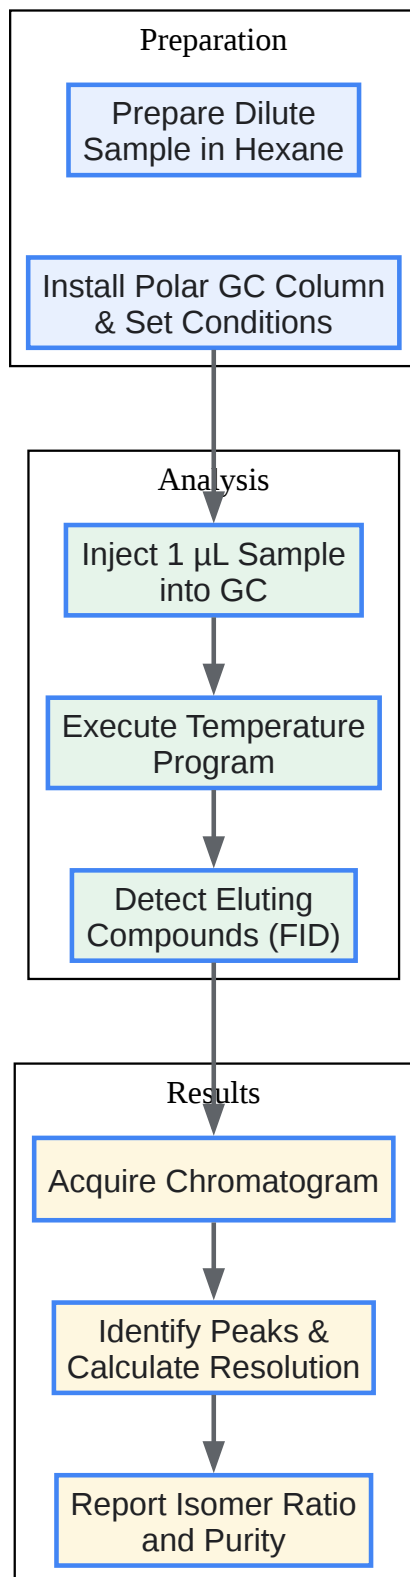 Preparation
Prepare Dilute
Sample in Hexane
Install Polar GC Column
& Set Conditions
Analysis
Inject 1 µL Sample
into GC
Execute Temperature
Program
Detect Eluting
Compounds (FID)
Results
Acquire Chromatogram
Identify Peaks &
Calculate Resolution
Report Isomer Ratio
and Purity